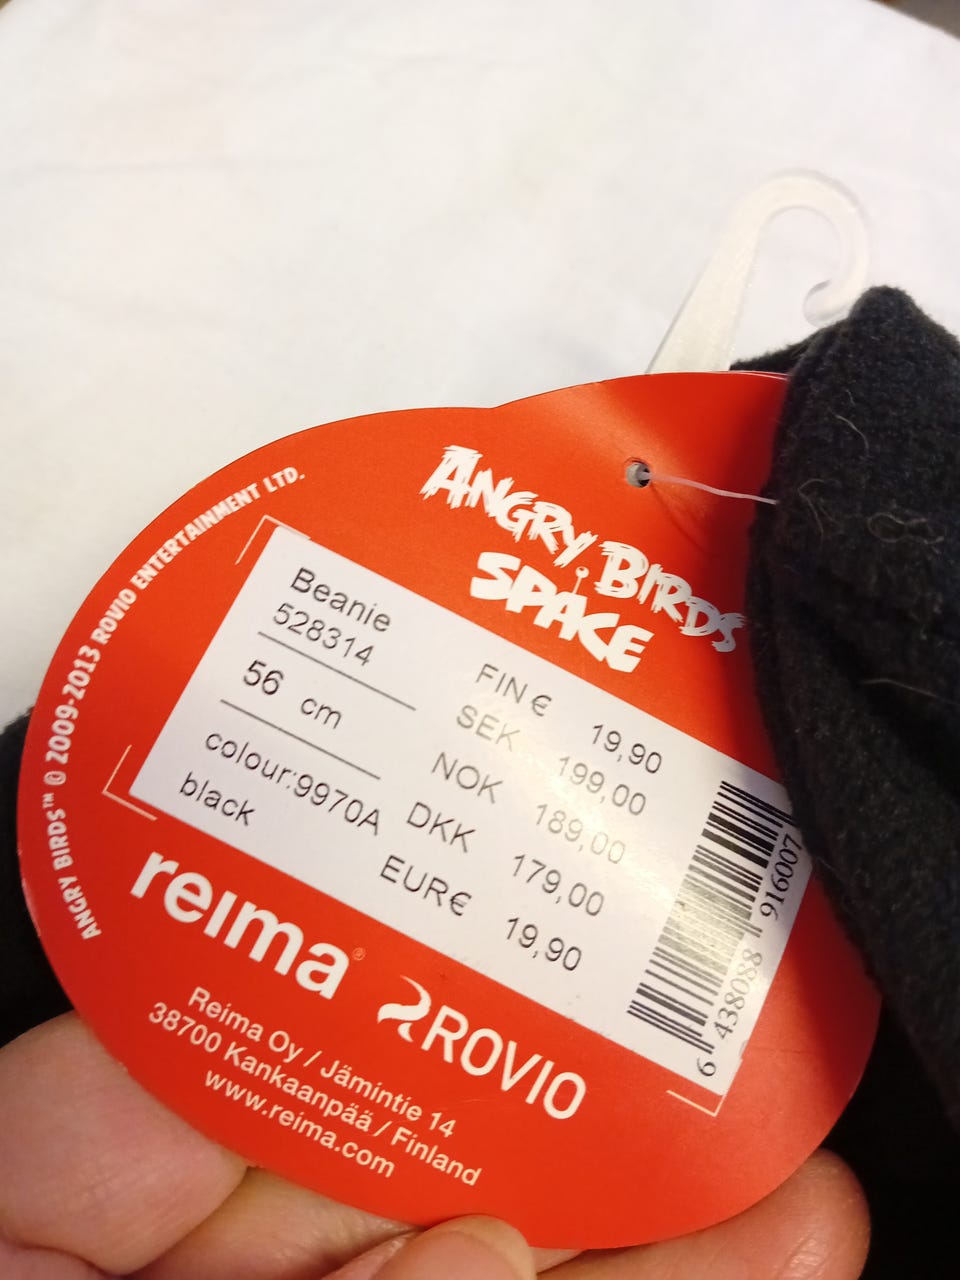 ANGRY BIRDS
SPACE
ANGRY BIRDS™ © 2009-2013 ROVIO ENTERTAINMENT LTD.
Beanie
528314
56 cm
colour:9970A
black
FIN € 19,90
SEK 199,00
NOK 189,00
DKK 179,00
EUR€ 19,90
6 438088 916007
reima®
ROVIO
Reima Oy / Jämintie 14
38700 Kankaanpää / Finland
www.reima.com